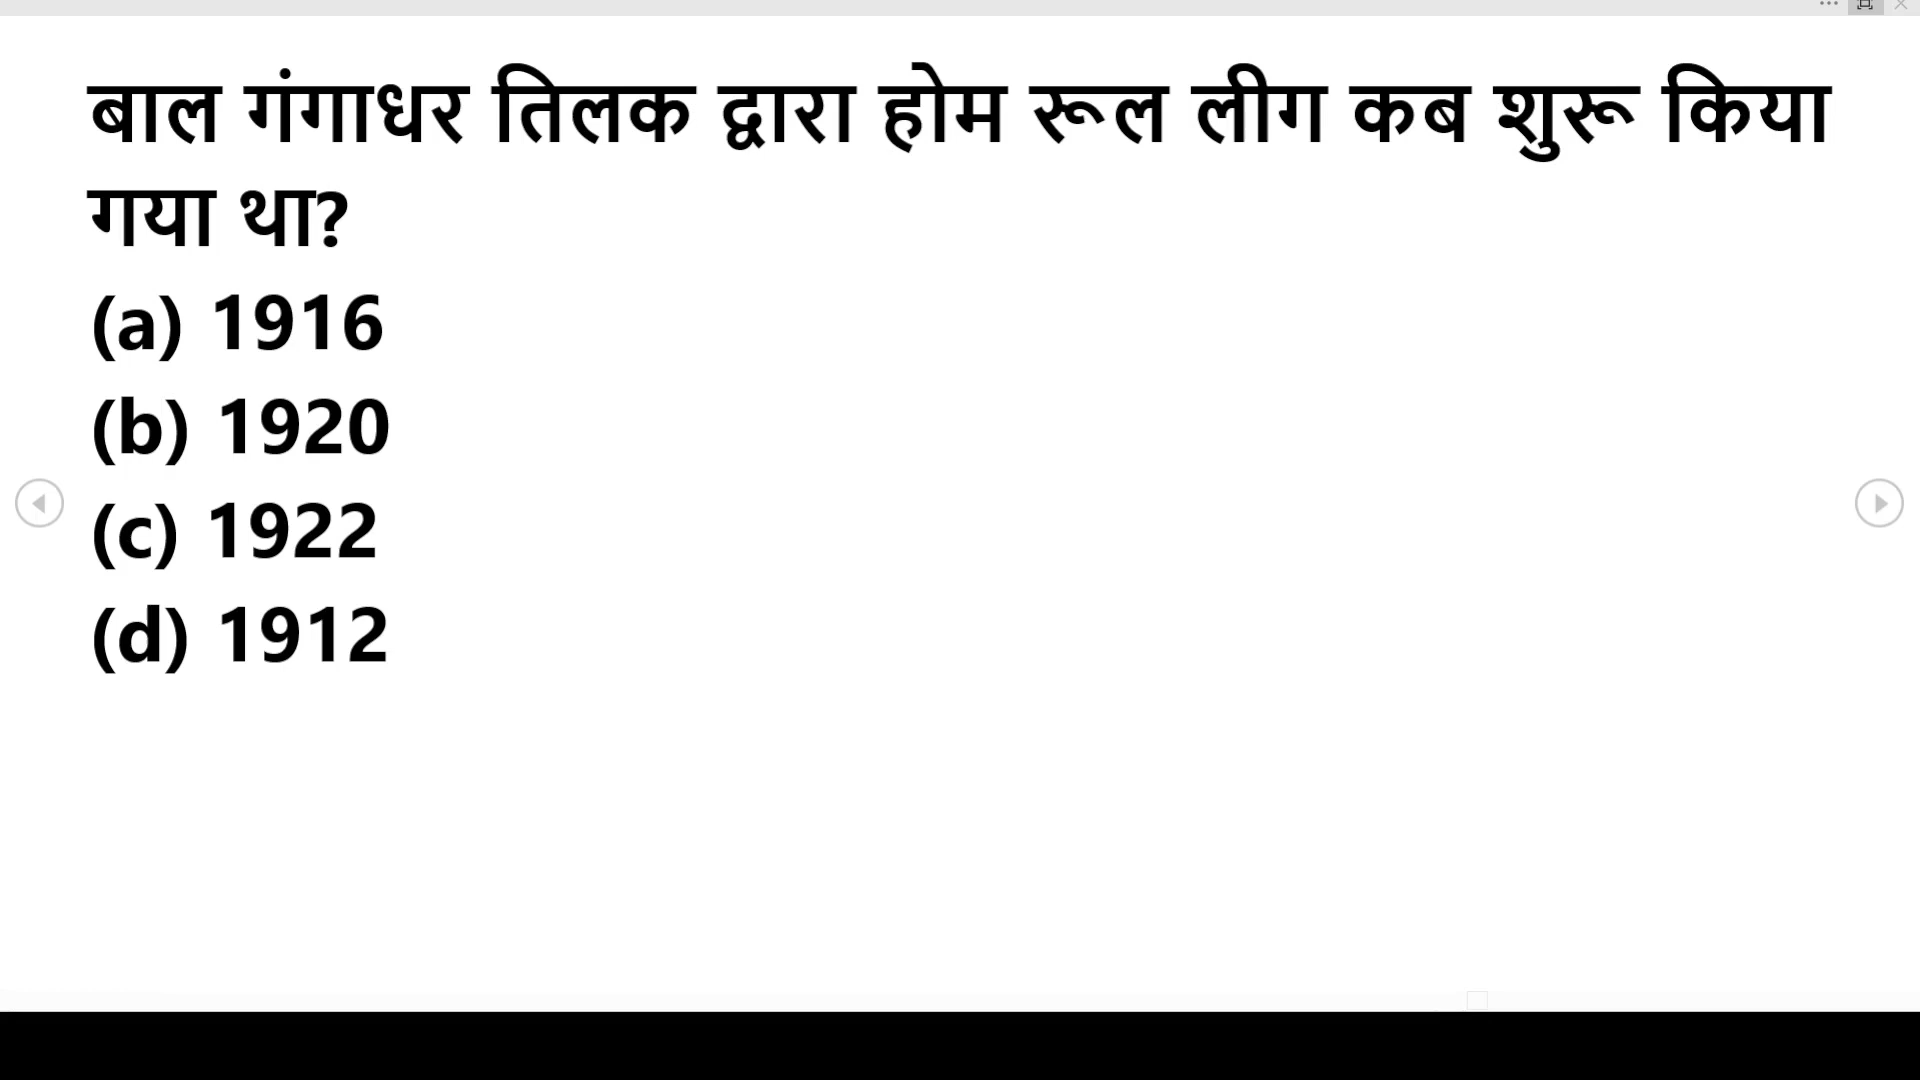 बाल गंगाधर तिलक द्वारा होम रूल लीग कब शुरू किया
गया था?
(a) 1916
(b) 1920
(c) 1922
(d) 1912